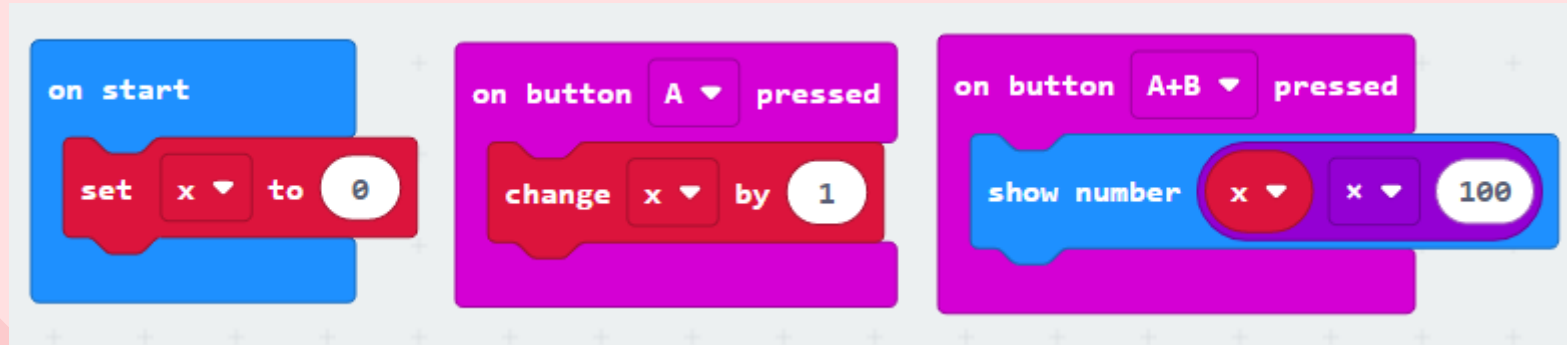 on start
set x to 0
on button A pressed
change x by 1
on button A+B pressed
show number x × 100